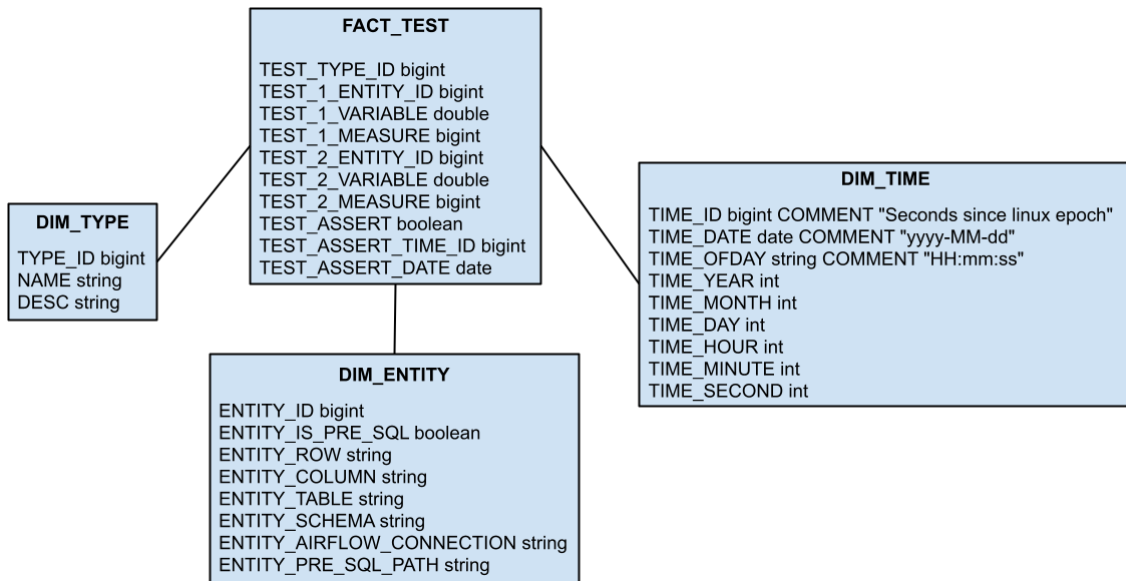 FACT_TEST
TEST_TYPE_ID bigint
TEST_1_ENTITY_ID bigint
TEST_1_VARIABLE double
TEST_1_MEASURE bigint
TEST_2_ENTITY_ID bigint
TEST_2_VARIABLE double
TEST_2_MEASURE bigint
TEST_ASSERT boolean
TEST_ASSERT_TIME_ID bigint
TEST_ASSERT_DATE date
DIM_TYPE
TYPE_ID bigint
NAME string
DESC string
DIM_TIME
TIME_ID bigint COMMENT "Seconds since linux epoch"
TIME_DATE date COMMENT "yyyy-MM-dd"
TIME_OFDAY string COMMENT "HH:mm:ss"
TIME_YEAR int
TIME_MONTH int
TIME_DAY int
TIME_HOUR int
TIME_MINUTE int
TIME_SECOND int
DIM_ENTITY
ENTITY_ID bigint
ENTITY_IS_PRE_SQL boolean
ENTITY_ROW string
ENTITY_COLUMN string
ENTITY_TABLE string
ENTITY_SCHEMA string
ENTITY_AIRFLOW_CONNECTION string
ENTITY_PRE_SQL_PATH string